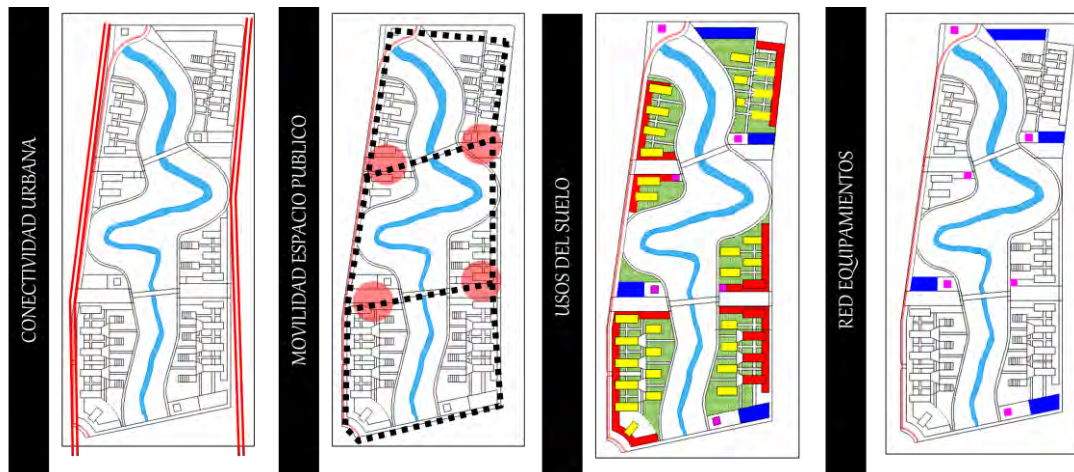 CONECTIVIDAD URBANA
MOVILIDAD ESPACIO PUBLICO
USOS DEL SUELO
RED EQUIPAMIENTOS